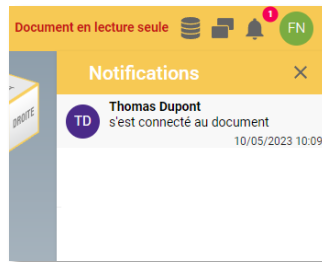 Document en lecture seule
1
FN
Notifications
DROITE
TD
Thomas Dupont
s'est connecté au document
10/05/2023 10:09